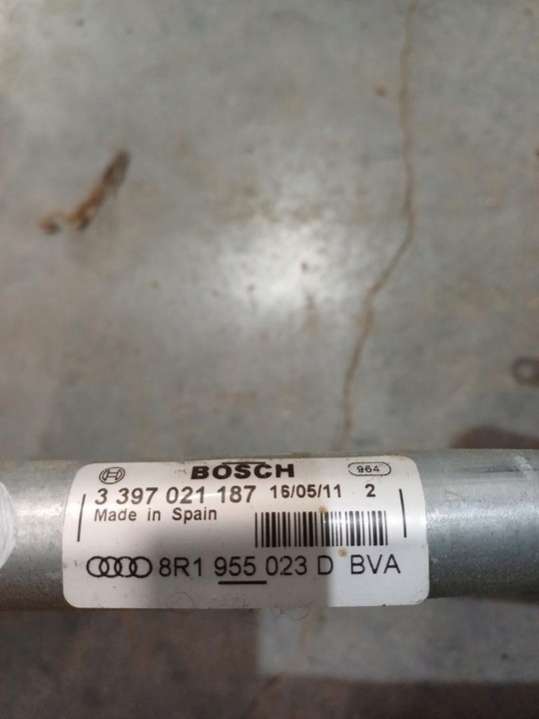 BOSCH 964
3 397 021 187 16/05/11 2
Made in Spain
8R1 955 023 D BVA